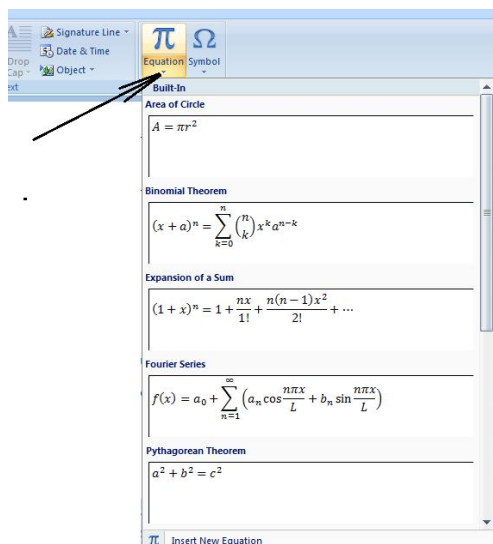 Signature Line
Date & Time
Object
Drop
Cap
ext
π
Equation
Ω
Symbol
Built-In
Area of Circle
A = πr²
Binomial Theorem
(x + a)ⁿ = ∑ₖ₌₀ⁿ (n k) xᵏaⁿ⁻ᵏ
Expansion of a Sum
(1 + x)ⁿ = 1 + nx/1! + n(n − 1)x²/2! + ⋯
Fourier Series
f(x) = a₀ + ∑ₙ₌₁^∞ (aₙ cos nπx/L + bₙ sin nπx/L)
Pythagorean Theorem
a² + b² = c²
π Insert New Equation